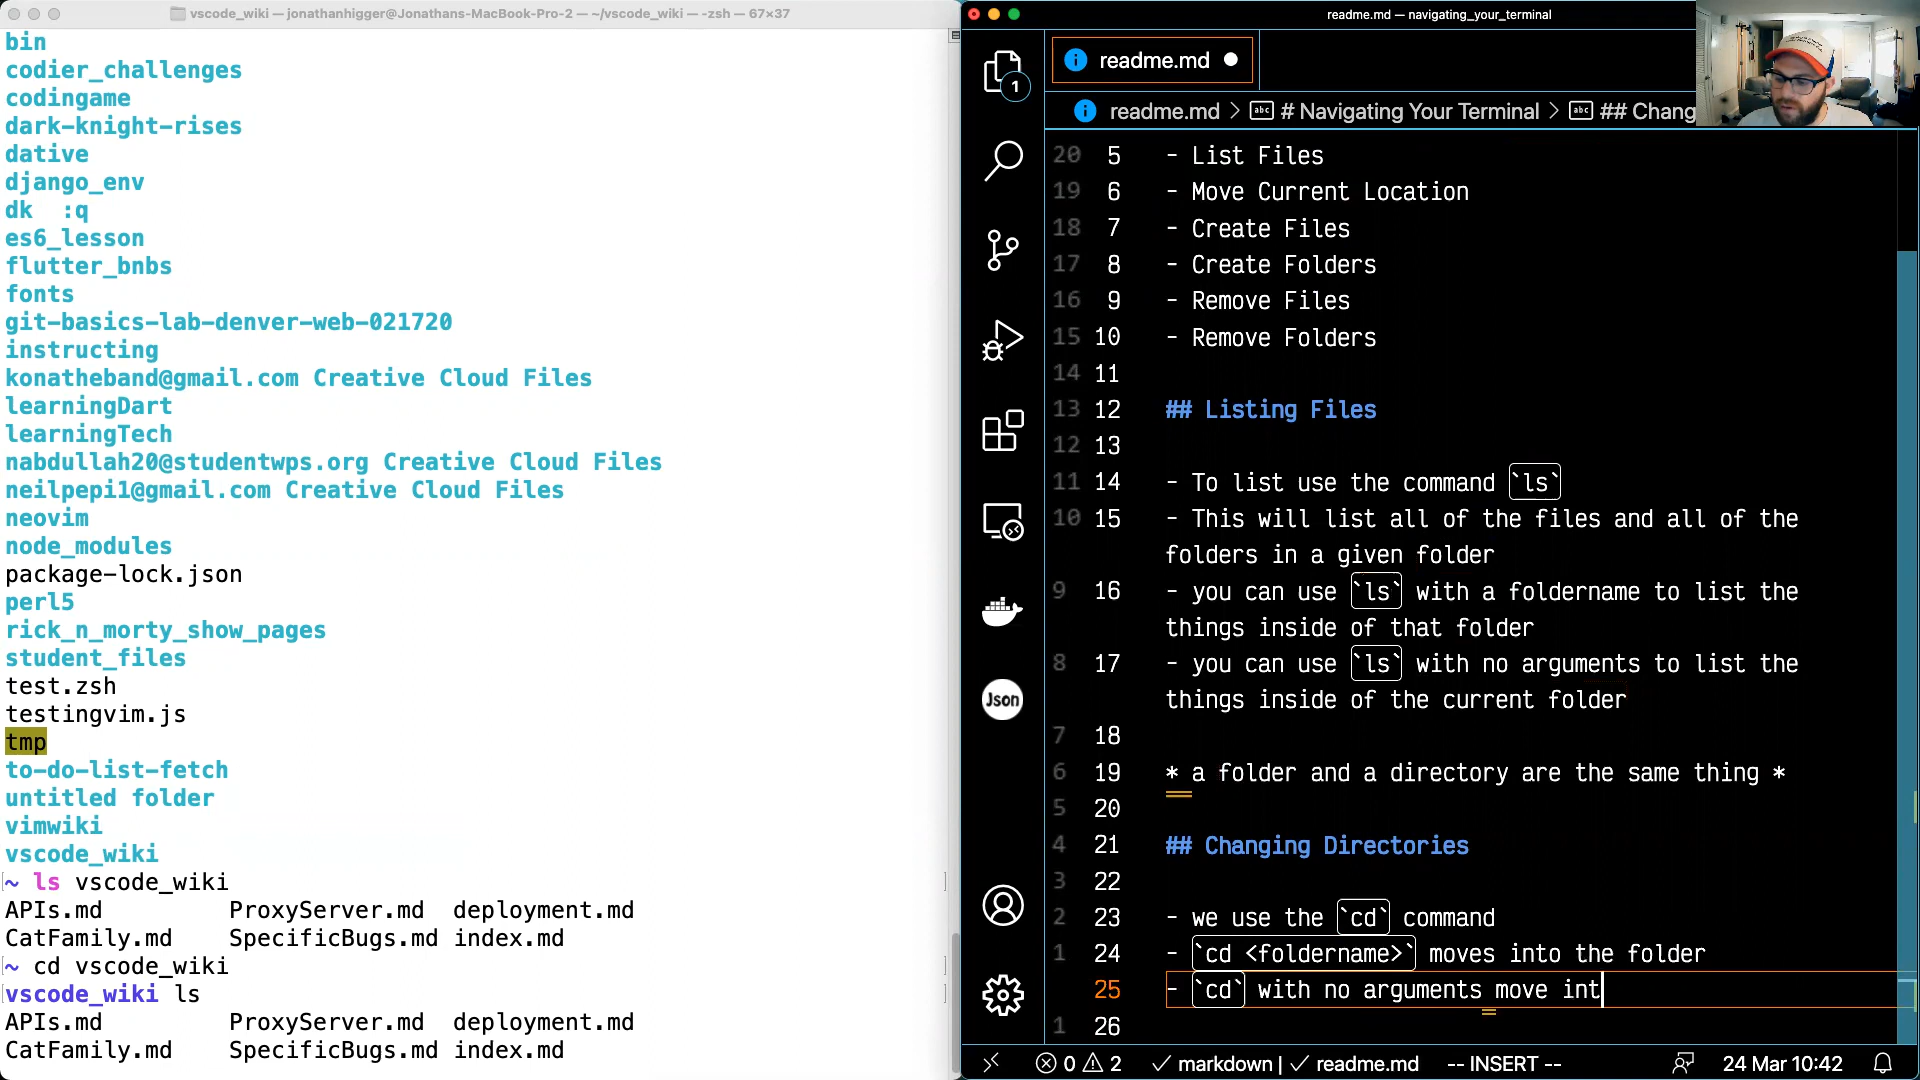 vscode_wiki — jonathanhigger@Jonathans-MacBook-Pro-2 — ~/vscode_wiki — -zsh — 67×37
bin
codier_challenges
codingame
dark-knight-rises
dative
django_env
dk  :q
es6_lesson
flutter_bnbs
fonts
git-basics-lab-denver-web-021720
instructing
konatheband@gmail.com Creative Cloud Files
learningDart
learningTech
nabdullah20@studentwps.org Creative Cloud Files
neilpepi1@gmail.com Creative Cloud Files
neovim
node_modules
package-lock.json
perl5
rick_n_morty_show_pages
student_files
test.zsh
testingvim.js
tmp
to-do-list-fetch
untitled folder
vimwiki
vscode_wiki
~ ls vscode_wiki
APIs.md         ProxyServer.md  deployment.md
CatFamily.md    SpecificBugs.md index.md
~ cd vscode_wiki
vscode_wiki ls
APIs.md         ProxyServer.md  deployment.md
CatFamily.md    SpecificBugs.md index.md
readme.md — navigating_your_terminal
readme.md
1
readme.md > # Navigating Your Terminal > ## Chang
20 5 - List Files
19 6 - Move Current Location
18 7 - Create Files
17 8 - Create Folders
16 9 - Remove Files
15 10 - Remove Folders
14 11
13 12 ## Listing Files
12 13
11 14 - To list use the command `ls`
10 15 - This will list all of the files and all of the
folders in a given folder
9 16 - you can use `ls` with a foldername to list the
things inside of that folder
8 17 - you can use `ls` with no arguments to list the
things inside of the current folder
Json
7 18
6 19 * a folder and a directory are the same thing *
5 20
4 21 ## Changing Directories
3 22
2 23 - we use the `cd` command
1 24 - `cd <foldername>` moves into the folder
25 - `cd` with no arguments move int
1 26
0 2 markdown | readme.md -- INSERT -- 24 Mar 10:42